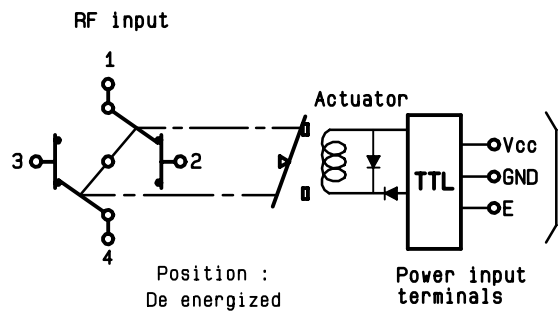 RF input
1
Actuator
3
2
TTL
Vcc
GND
E
4
Position :
De energized
Power input
terminals